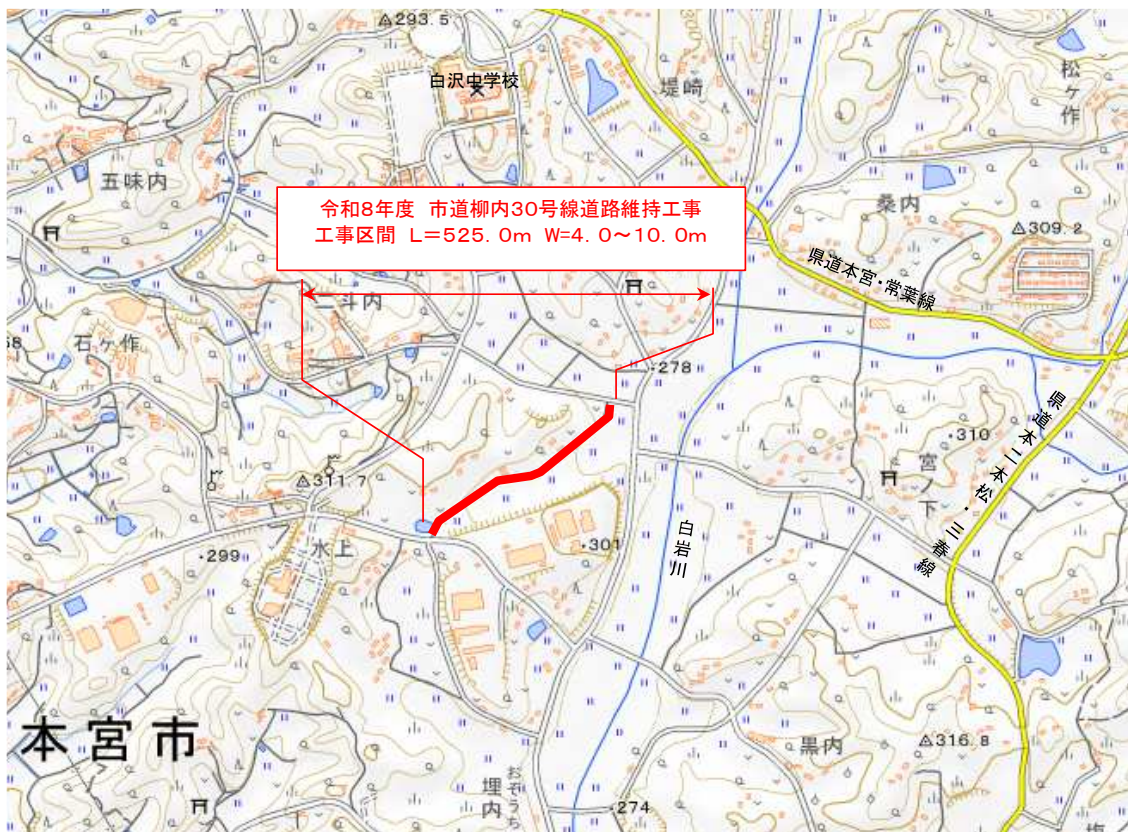 △293.5
白沢中学校
堤崎
松ヶ作
五味内
令和8年度 市道柳内30号線道路維持工事
工事区間 L=525.0m W=4.0~10.0m
桑内
△309.2
県道本宮・常葉線
二斗内
石ヶ作
・278
県道本二本松・三春線
・310
宮ノ下
△311.7
水上
・299
・301
白岩川
本宮市
黒内
△316.8
埋内
おぞうち
・274